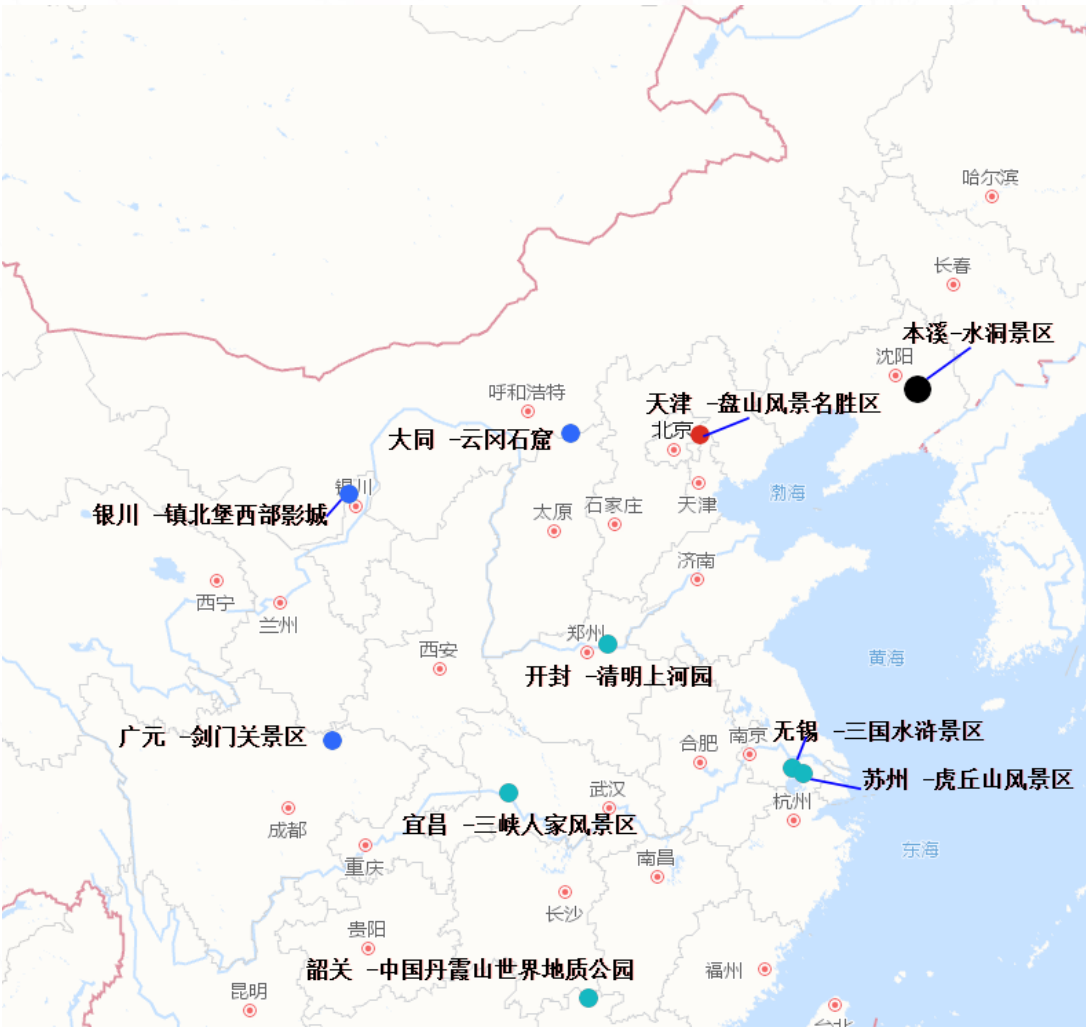 哈尔滨
长春
本溪-水洞景区
沈阳
呼和浩特
天津 -盘山风景名胜区
北京
大同 -云冈石窟
银川
渤海
银川 -镇北堡西部影城
太原
石家庄
天津
济南
西宁
兰州
郑州
西安
黄海
开封 -清明上河园
广元 -剑门关景区
合肥
南京
无锡 -三国水浒景区
苏州 -虎丘山风景区
武汉
杭州
成都
宜昌 -三峡人家风景区
东海
重庆
南昌
长沙
贵阳
韶关 -中国丹霞山世界地质公园
福州
昆明
台北